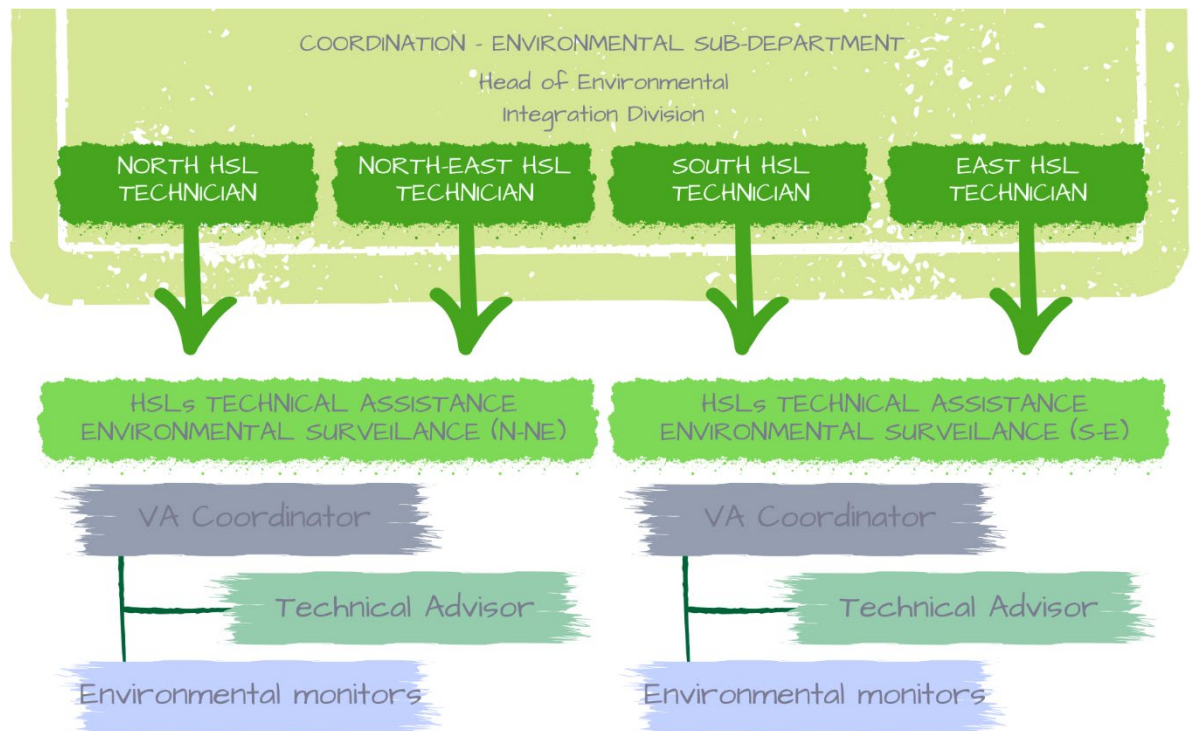 COORDINATION - ENVIRONMENTAL SUB-DEPARTMENT
Head of Environmental
Integration Division
NORTH HSL
TECHNICIAN
NORTH-EAST HSL
TECHNICIAN
SOUTH HSL
TECHNICIAN
EAST HSL
TECHNICIAN
HSLs TECHNICAL ASSISTANCE
ENVIRONMENTAL SURVEILANCE (N-NE)
VA Coordinator
Technical Advisor
Environmental monitors
HSLs TECHNICAL ASSISTANCE
ENVIRONMENTAL SURVEILANCE (S-E)
VA Coordinator
Technical Advisor
Environmental monitors